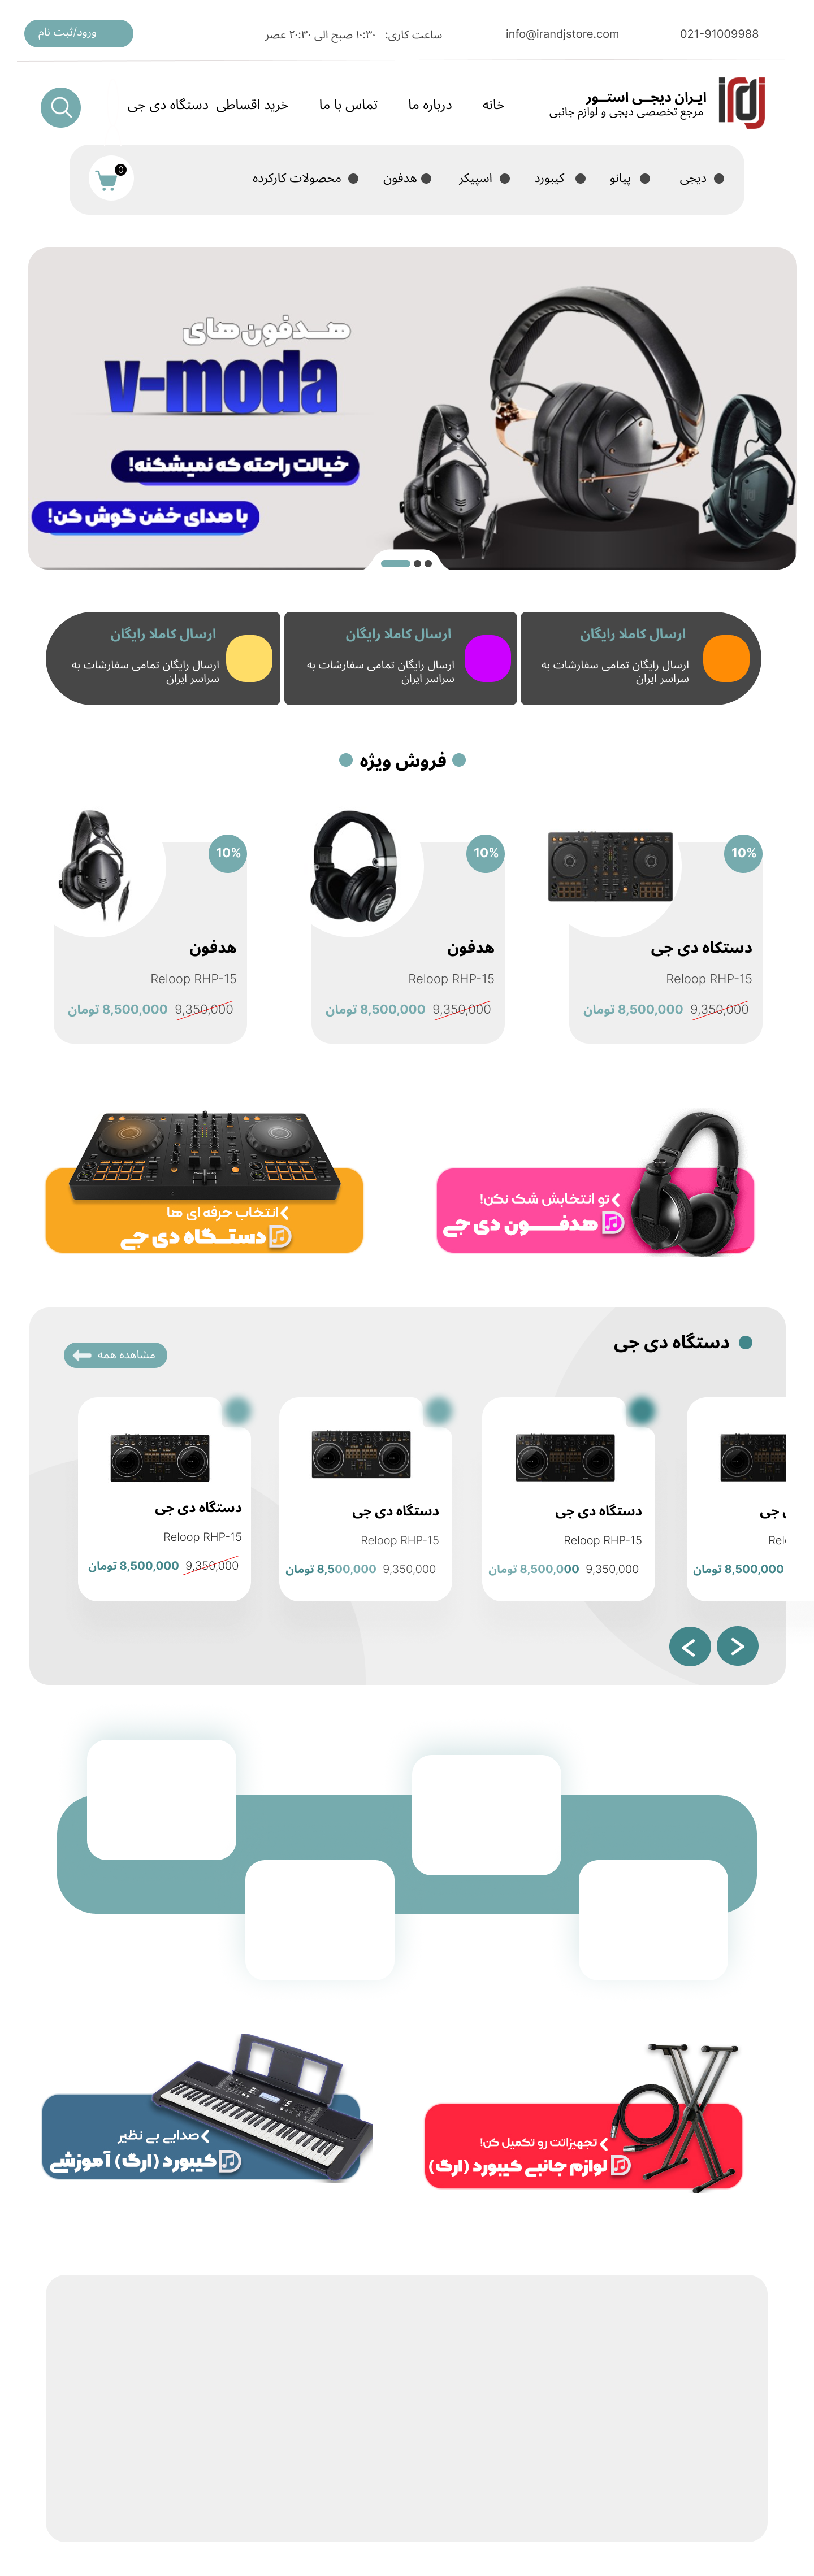 021-91009988
info@irandjstore.com
ساعت کاری: ۱۰:۳۰ صبح الی ۲۰:۳۰ عصر
ورود/ثبت نام
irdj
ایـران دیجـی استــور
مرجع تخصصی دیجی و لوازم جانبی
خانه
درباره ما
تماس با ما
خرید اقساطی
دستگاه دی جی
دیجی
پیانو
کیبورد
اسپیکر
هدفون
محصولات کارکرده
0
هــدفون‌های
v-moda
خیالت راحته که نمیشکنه!
با صدای خفن گوش کن!
ارسال کاملا رایگان
ارسال رایگان تمامی سفارشات به
سراسر ایران
ارسال کاملا رایگان
ارسال رایگان تمامی سفارشات به
سراسر ایران
ارسال کاملا رایگان
ارسال رایگان تمامی سفارشات به
سراسر ایران
فروش ویژه
10%
دستکاه دی جی
Reloop RHP-15
9,350,000 8,500,000 تومان
10%
هدفون
Reloop RHP-15
9,350,000 8,500,000 تومان
10%
هدفون
Reloop RHP-15
9,350,000 8,500,000 تومان
تو انتخابش شک نکن!
هدفـــــون دی جی
انتخاب حرفه ای ها
دستــگاه دی جی
دستگاه دی جی
مشاهده همه
ی جی
Rel
8,500,000 تومان
دستگاه دی جی
Reloop RHP-15
9,350,000 8,500,000 تومان
دستگاه دی جی
Reloop RHP-15
9,350,000 8,500,000 تومان
دستگاه دی جی
Reloop RHP-15
9,350,000 8,500,000 تومان
تجهیزاتت رو تکمیل کن!
لوازم جانبی کیبورد (ارگ)
صدایی بی نظیر
کیبورد (ارگ) آموزشی